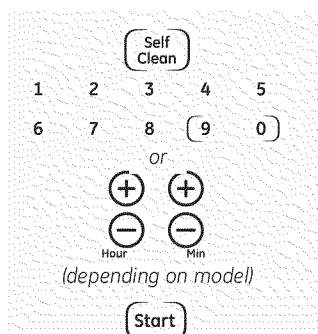 Self
Clean
1 2 3 4 5
6 7 8 9 0
or
+ +
− −
Hour Min
(depending on model)
Start